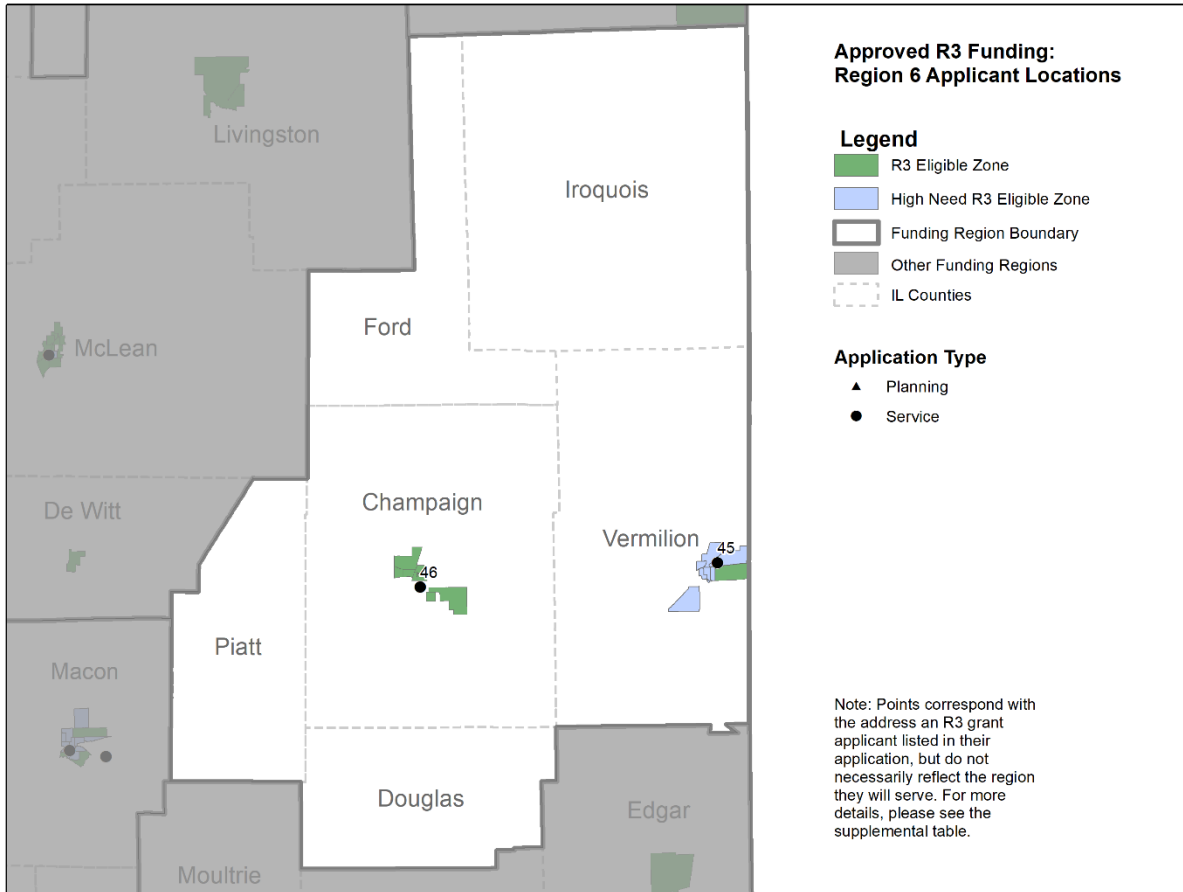 Approved R3 Funding:
Region 6 Applicant Locations
Legend
R3 Eligible Zone
High Need R3 Eligible Zone
Funding Region Boundary
Other Funding Regions
IL Counties
Application Type
Planning
Service
Note: Points correspond with
the address an R3 grant
applicant listed in their
application, but do not
necessarily reflect the region
they will serve. For more
details, please see the
supplemental table.
Livingston
Iroquois
Ford
McLean
Champaign
De Witt
Vermilion
45
46
Piatt
Macon
Douglas
Edgar
Moultrie